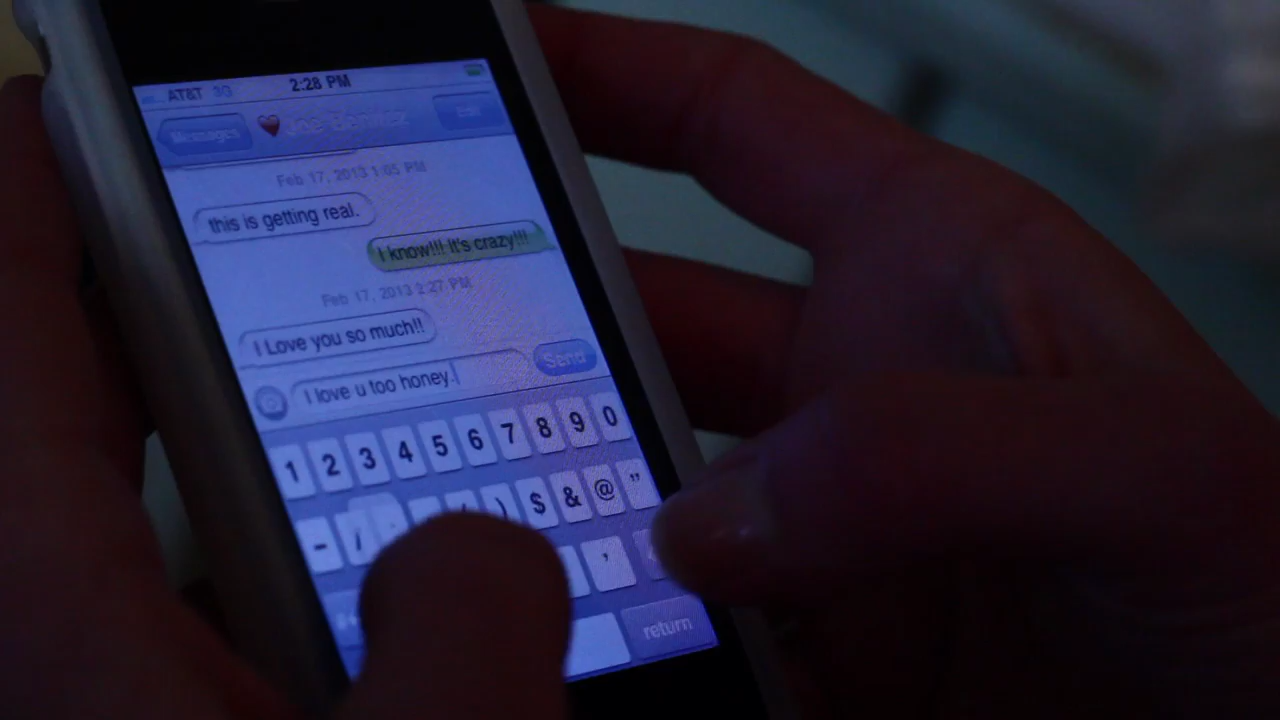 AT&T 3G 2:28 PM
Messages Joe
Feb 17, 2013 1:05 PM
this is getting real.
I know!!! It's crazy!!!
Feb 17, 2013 2:27 PM
I Love you so much!!
I love u too honey. Send
1 2 3 4 5 6 7 8 9 0
- / ) $ & @ "
'
return